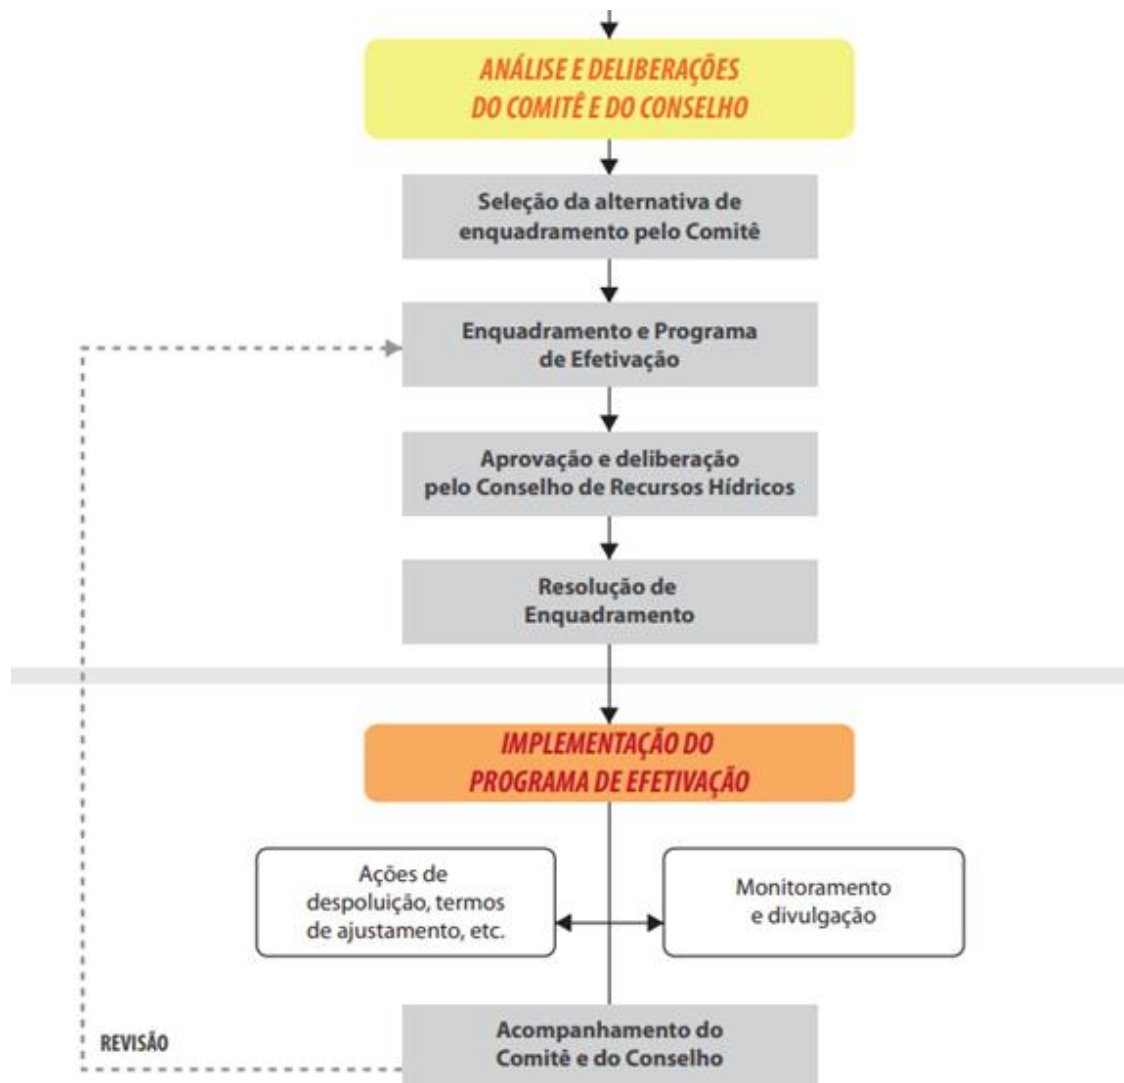 ANÁLISE E DELIBERAÇÕES
DO COMITÊ E DO CONSELHO
Seleção da alternativa de
enquadramento pelo Comitê
Enquadramento e Programa
de Efetivação
Aprovação e deliberação
pelo Conselho de Recursos Hídricos
Resolução de
Enquadramento
IMPLEMENTAÇÃO DO
PROGRAMA DE EFETIVAÇÃO
Ações de
despoluição, termos
de ajustamento, etc.
Monitoramento
e divulgação
REVISÃO
Acompanhamento do
Comitê e do Conselho